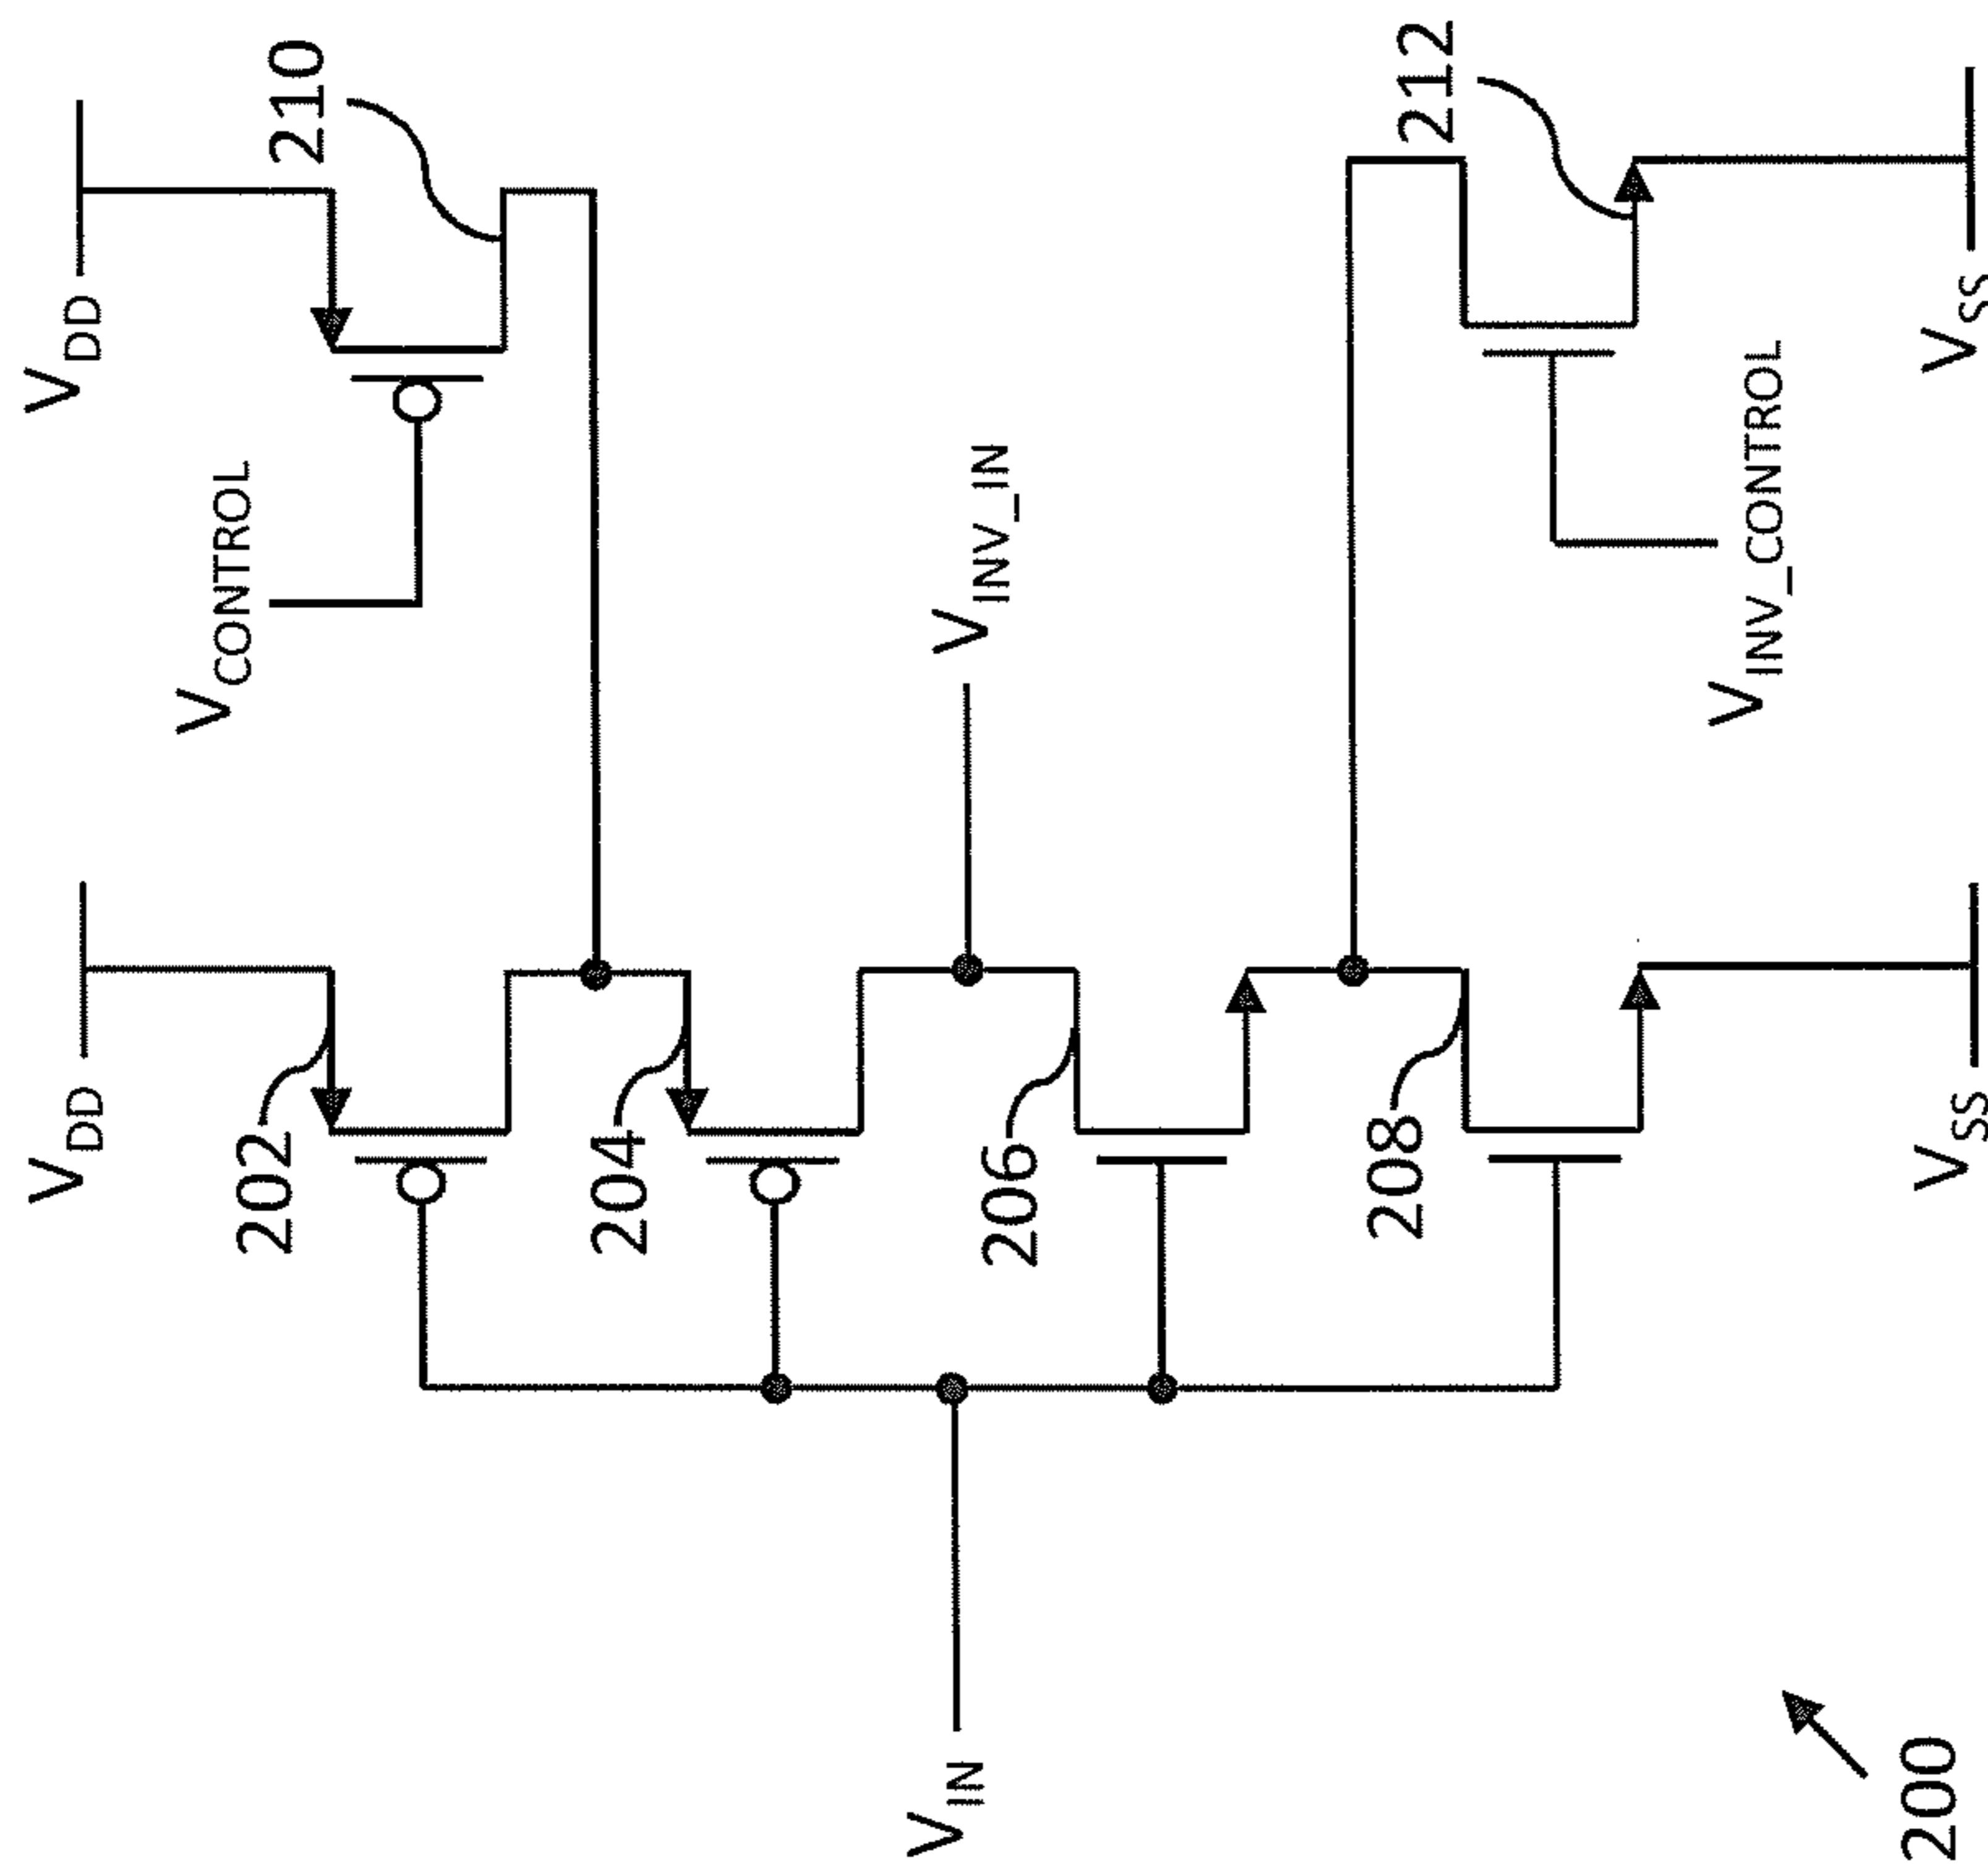 V_DD
V_DD
V_CONTROL
202
210
204
V_IN
V_INV_IN
206
208
212
V_INV_CONTROL
V_SS
V_SS
200